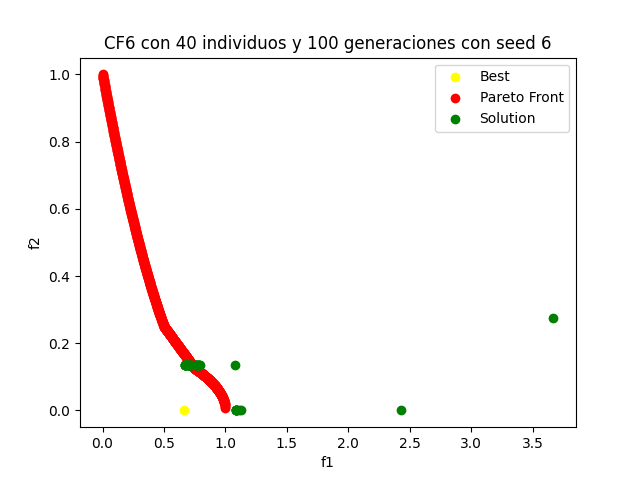 CF6 con 40 individuos y 100 generaciones con seed 6
Best
Pareto Front
Solution
1.0
0.8
0.6
0.4
0.2
0.0
f2
0.0 0.5 1.0 1.5 2.0 2.5 3.0 3.5
f1